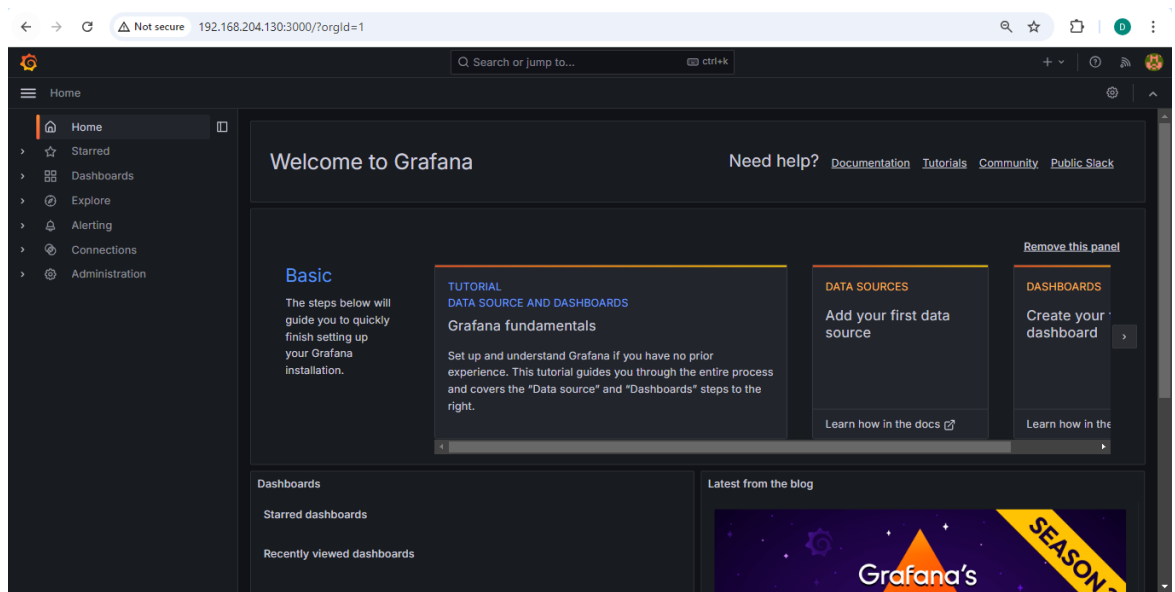 Not secure 192.168.204.130:3000/?orgId=1
D
Search or jump to... ctrl+k
Home
Home
Starred
Dashboards
Explore
Alerting
Connections
Administration
Welcome to Grafana
Need help? Documentation Tutorials Community Public Slack
Remove this panel
Basic
The steps below will
guide you to quickly
finish setting up
your Grafana
installation.
TUTORIAL
DATA SOURCE AND DASHBOARDS
Grafana fundamentals
Set up and understand Grafana if you have no prior
experience. This tutorial guides you through the entire process
and covers the "Data source" and "Dashboards" steps to the
right.
DATA SOURCES
Add your first data
source
Learn how in the docs
DASHBOARDS
Create your
dashboard
Learn how in the
Dashboards
Starred dashboards
Recently viewed dashboards
Latest from the blog
Grafana's
SEASON